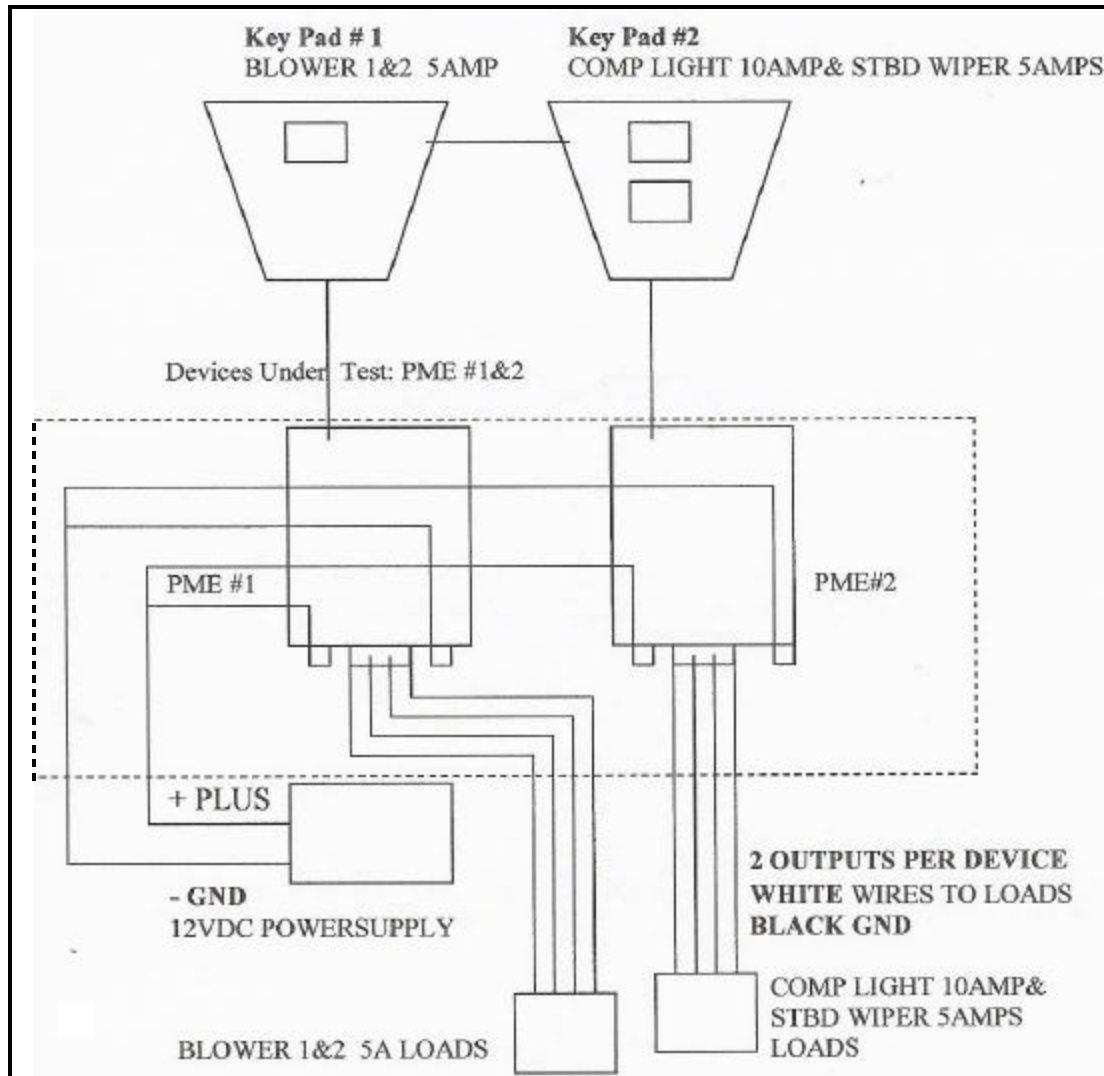 Key Pad # 1
BLOWER 1&2 5AMP
Key Pad #2
COMP LIGHT 10AMP& STBD WIPER 5AMPS
Devices Under Test: PME #1&2
PME #1
PME#2
+ PLUS
- GND
12VDC POWERSUPPLY
2 OUTPUTS PER DEVICE
WHITE WIRES TO LOADS
BLACK GND
COMP LIGHT 10AMP&
STBD WIPER 5AMPS
LOADS
BLOWER 1&2 5A LOADS